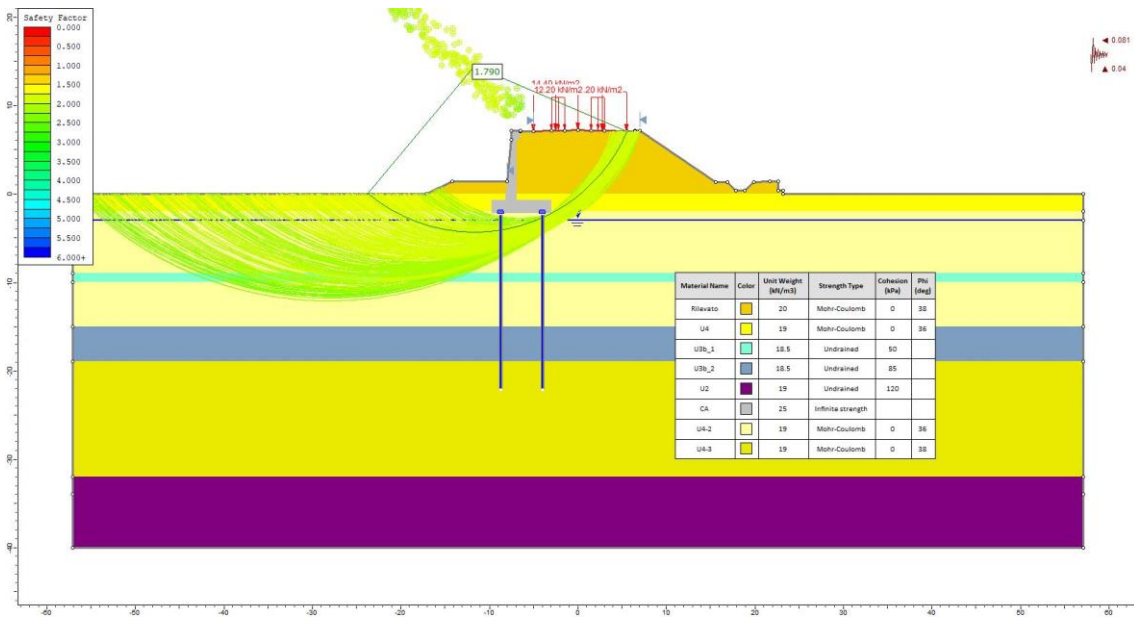 Safety Factor
0.000
0.500
1.000
1.500
2.000
2.500
3.000
3.500
4.000
4.500
5.000
5.500
6.000+
1.790
12.20 kN/m2
.20 kN/m2
0.04
Material Name Color Unit Weight (kN/m3) Strength Type Cohesion (kPa) Phi (deg)
Rilevato 20 Mohr-Coulomb 0 38
U4 19 Mohr-Coulomb 0 36
U3b_1 18.5 Undrained 50
U3b_2 18.5 Undrained 85
U2 19 Undrained 120
CA 25 Infinite strength
U4-2 19 Mohr-Coulomb 0 36
U4-3 19 Mohr-Coulomb 0 38
20
10
0
-10
-20
-30
-40
-60 -50 -40 -30 -20 -10 0 10 20 30 40 50 60